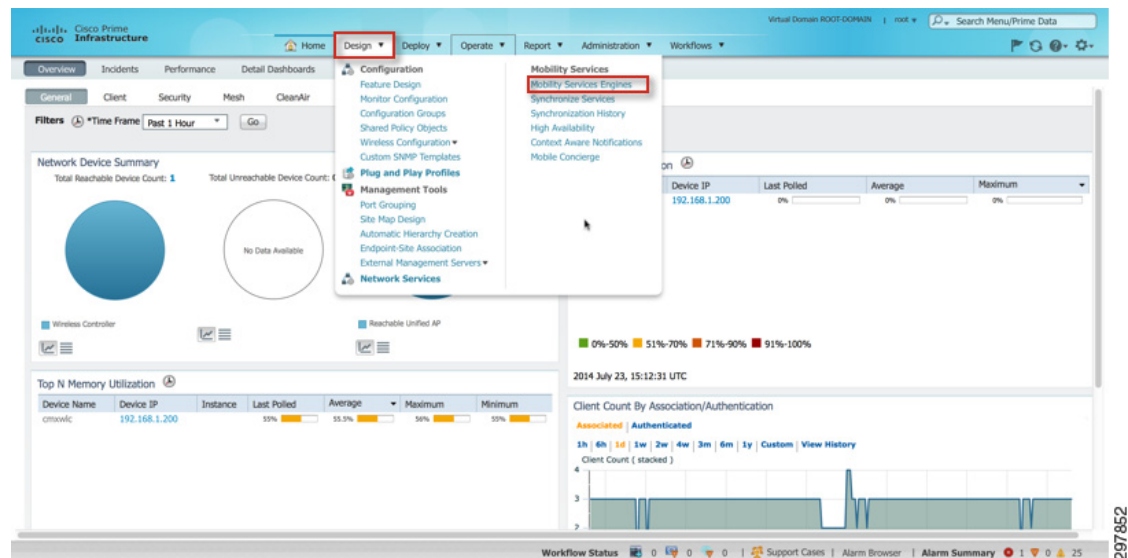 Virtual Domain ROOT-DOMAIN | root
Search Menu/Prime Data
Cisco Prime
CISCO Infrastructure
Home
Design
Deploy
Operate
Report
Administration
Workflows
Overview
Incidents
Performance
Detail Dashboards
General
Client
Security
Mesh
CleanAir
Filters *Time Frame Past 1 Hour Go
Configuration
Feature Design
Monitor Configuration
Configuration Groups
Shared Policy Objects
Wireless Configuration
Custom SNMP Templates
Plug and Play Profiles
Management Tools
Port Grouping
Site Map Design
Automatic Hierarchy Creation
Endpoint-Site Association
External Management Servers
Network Services
Mobility Services
Mobility Services Engines
Synchronize Services
Synchronization History
High Availability
Context Aware Notifications
Mobile Concierge
Network Device Summary
Total Reachable Device Count: 1
Total Unreachable Device Count:
No Data Available
Wireless Controller
Reachable Unified AP
on
Device IP Last Polled Average Maximum
192.168.1.200 0% 0% 0%
0%-50% 51%-70% 71%-90% 91%-100%
2014 July 23, 15:12:31 UTC
Top N Memory Utilization
Device Name Device IP Instance Last Polled Average Maximum Minimum
cmxwlc 192.168.1.200 55% 55.5% 56% 55%
Client Count By Association/Authentication
Associated | Authenticated
1h | 6h | 1d | 1w | 2w | 4w | 3m | 6m | 1y | Custom | View History
Client Count ( stacked )
4
3
2
Workflow Status 0 0 0 | Support Cases | Alarm Browser | Alarm Summary 1 0 25
297852